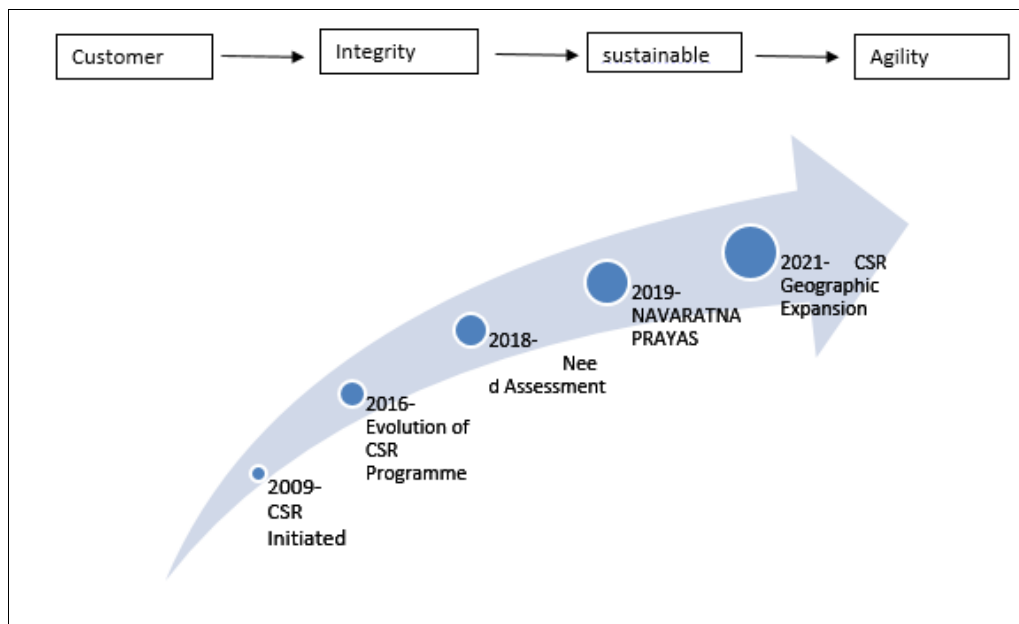 Customer
Integrity
sustainable
Agility
2021- CSR
Geographic
Expansion
2019-
NAVARATNA
PRAYAS
2018-
Nee
d Assessment
2016-
Evolution of
CSR
Programme
2009-
CSR
Initiated